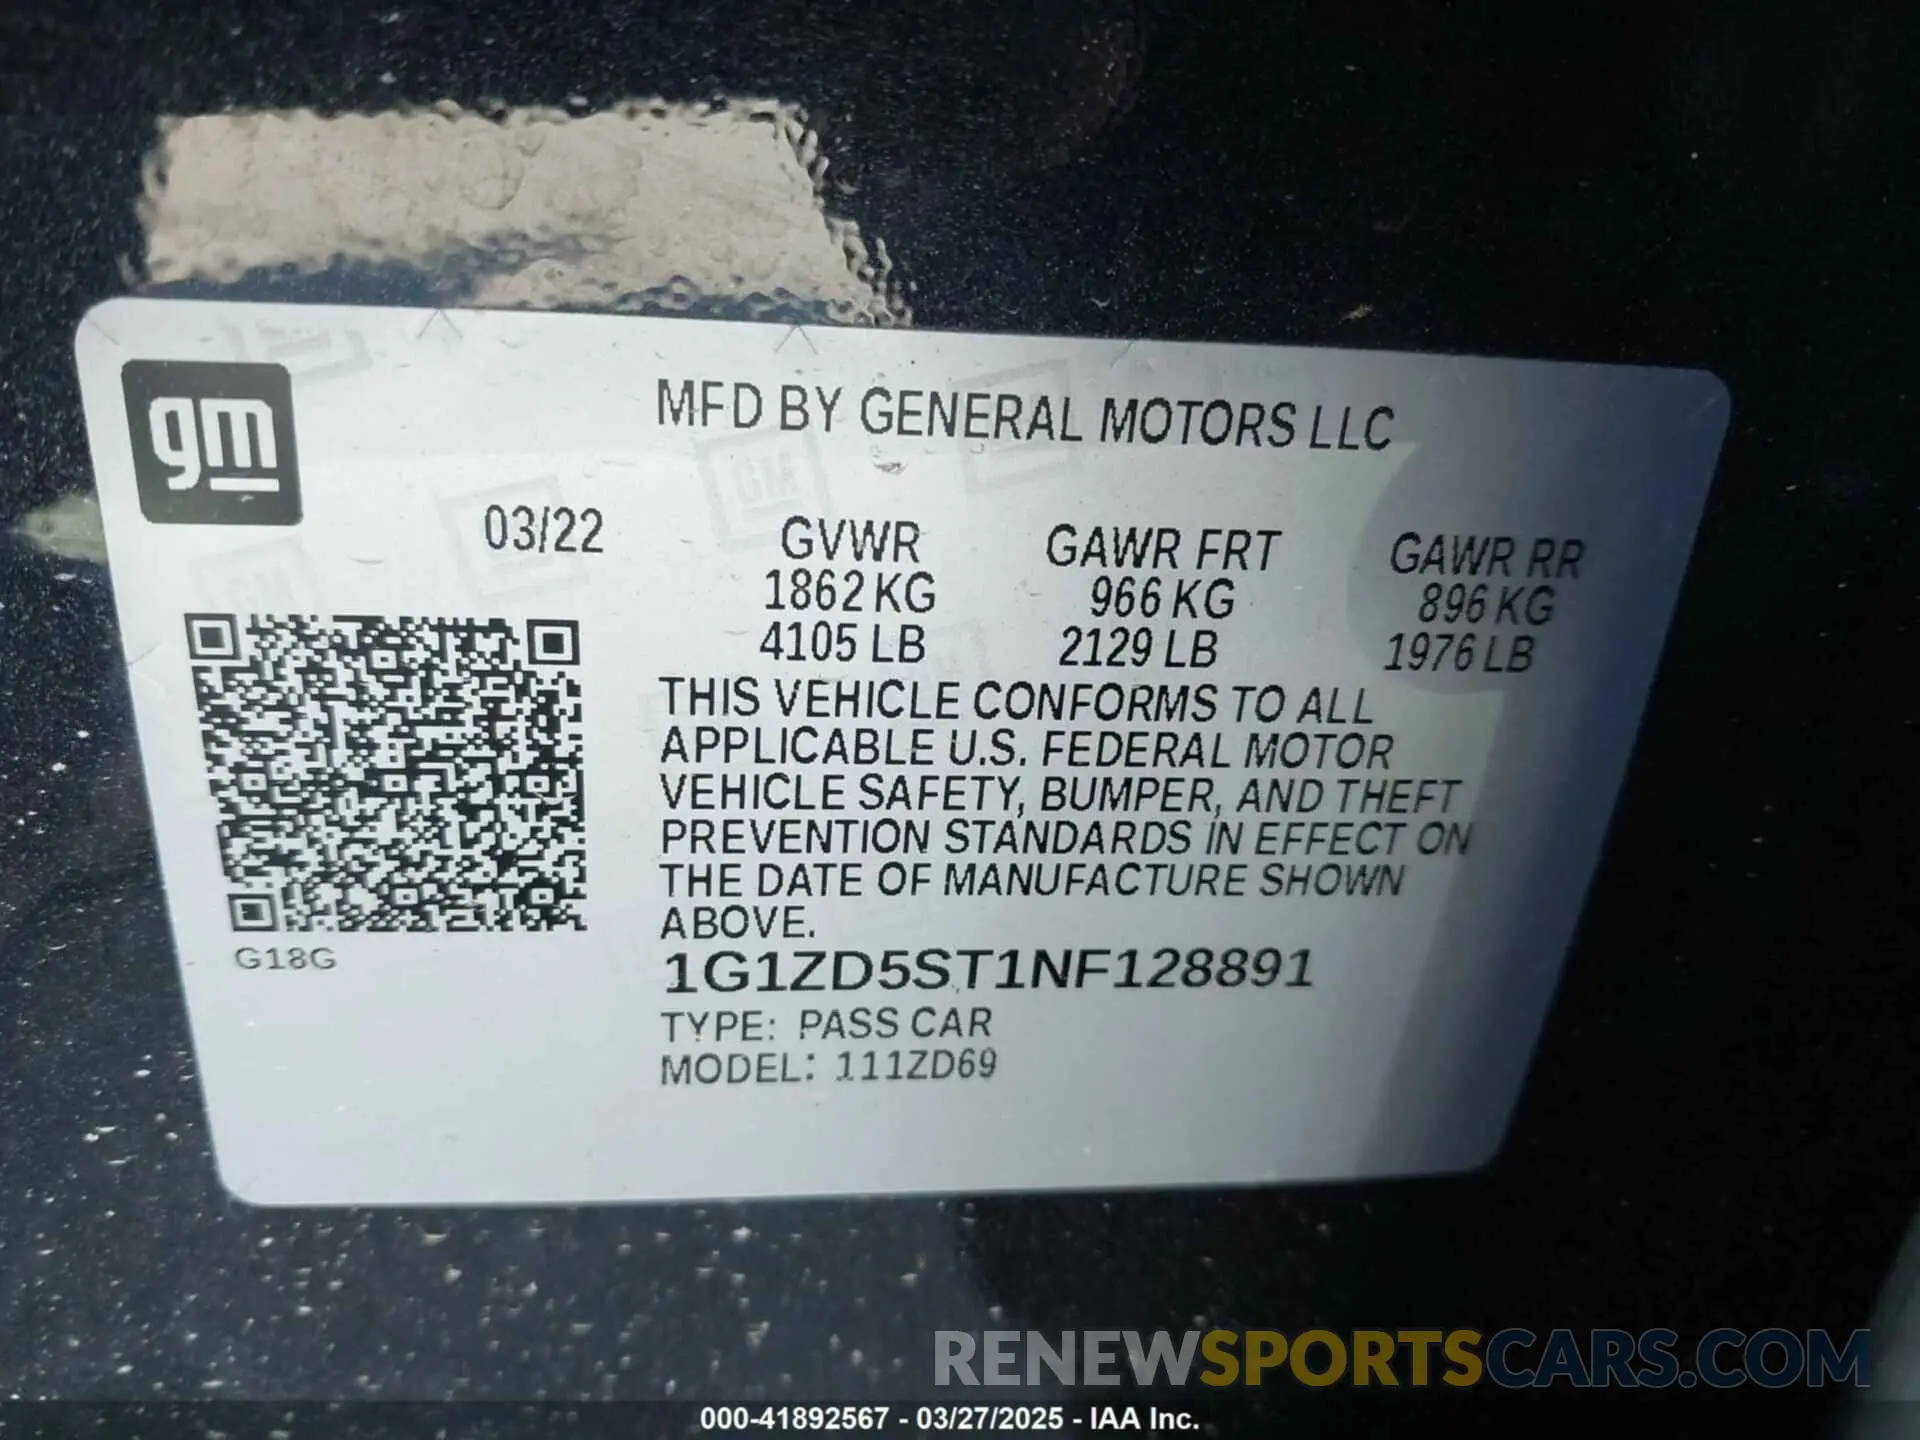 gm
MFD BY GENERAL MOTORS LLC
03/22
GVWR GAWR FRT GAWR RR
1862 KG 966 KG 896 KG
4105 LB 2129 LB 1976 LB
THIS VEHICLE CONFORMS TO ALL
APPLICABLE U.S. FEDERAL MOTOR
VEHICLE SAFETY, BUMPER, AND THEFT
PREVENTION STANDARDS IN EFFECT ON
THE DATE OF MANUFACTURE SHOWN
ABOVE.
G18G
1G1ZD5ST1NF128891
TYPE: PASS CAR
MODEL: 111ZD69
RENEWSPORTSCARS.COM
000-41892567 - 03/27/2025 - IAA Inc.